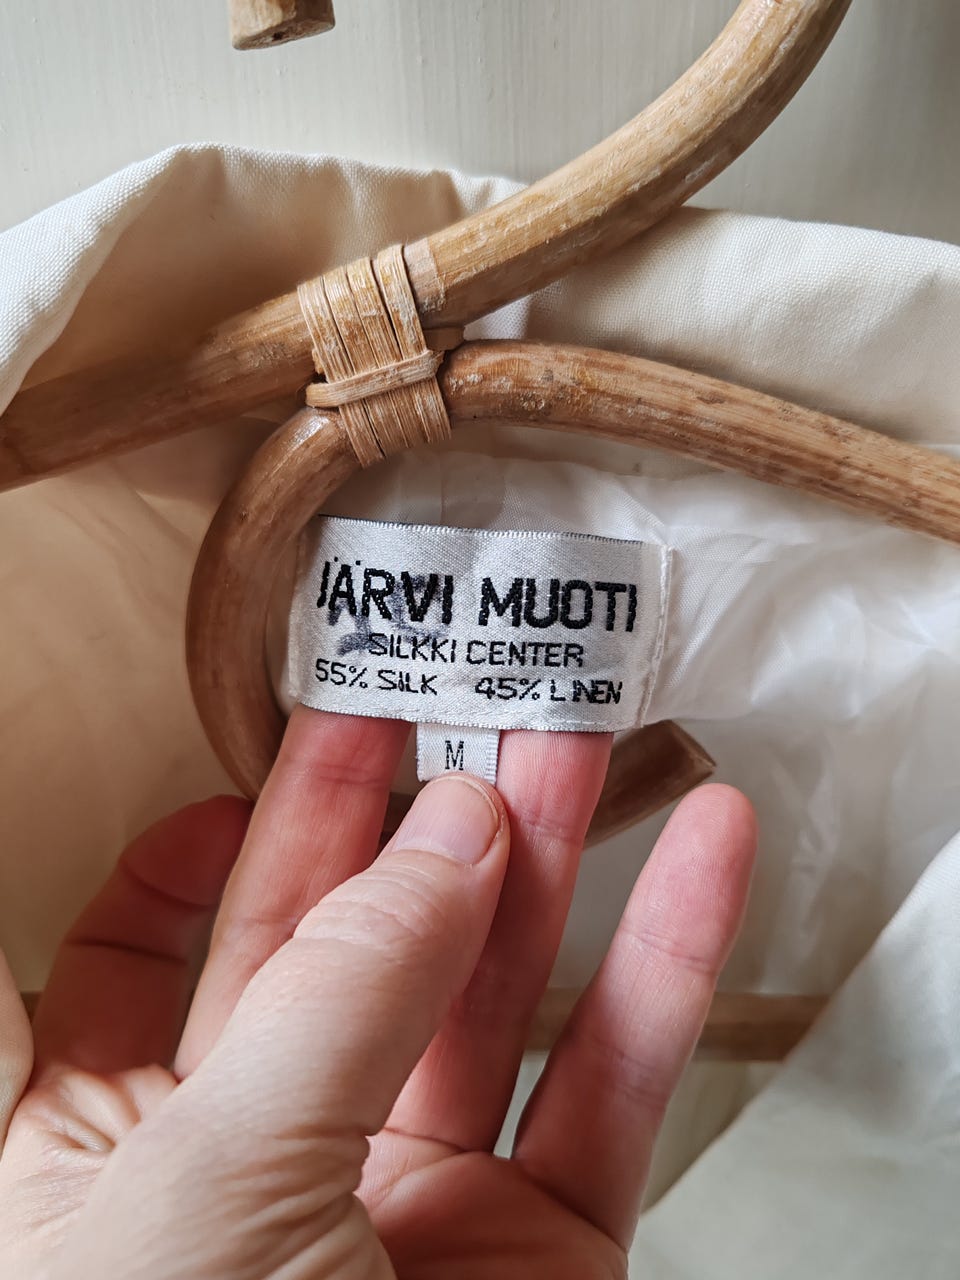 JÄRVI MUOTI
SILKKI CENTER
55% SILK 45% LINEN
M